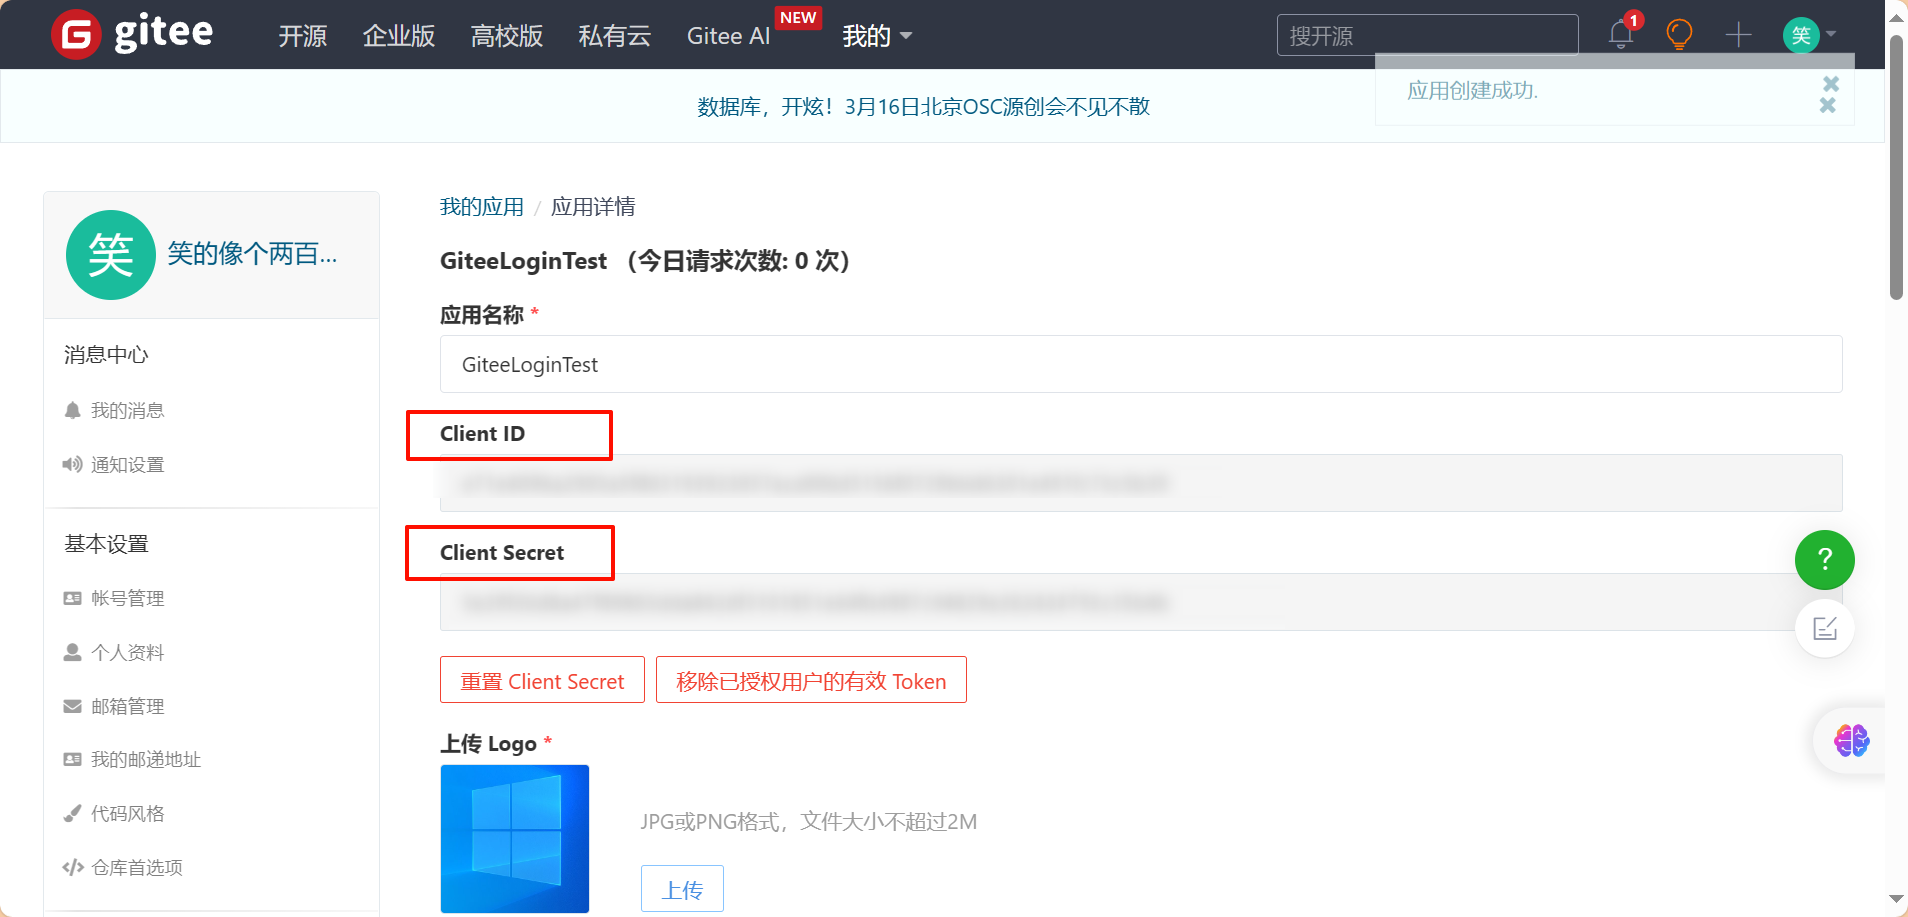 gitee
开源
企业版
高校版
私有云
Gitee AI
NEW
我的
搜开源
1
笑
应用创建成功.
数据库，开炫！3月16日北京OSC源创会不见不散
笑
笑的像个两百...
消息中心
我的消息
通知设置
基本设置
帐号管理
个人资料
邮箱管理
我的邮递地址
代码风格
仓库首选项
我的应用 / 应用详情
GiteeLoginTest （今日请求次数: 0 次）
应用名称 *
GiteeLoginTest
Client ID
Client Secret
重置 Client Secret
移除已授权用户的有效 Token
上传 Logo *
JPG或PNG格式，文件大小不超过2M
上传
?